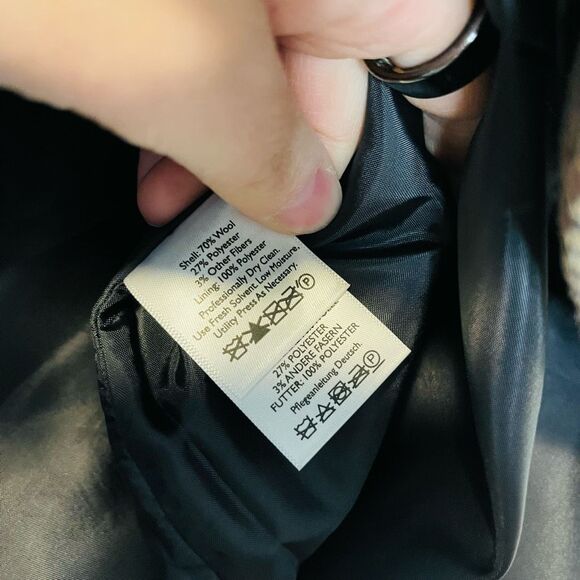 Shell: 70% Wool
27% Polyester
3% Other Fibers
Lining: 100% Polyester
Professionally Dry Clean.
Use Fresh Solvent. Low Moisture.
Utility Press As Necessary.
P
27% POLYESTER
3% ANDERE FASERN
FUTTER: 100% POLYESTER
Pflegeanleitung Deutsch.
P